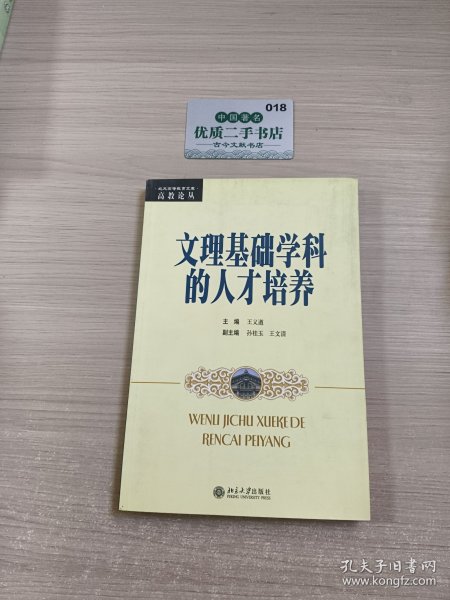 018
中国著名
优质二手书店
古今文献书店
北大高等教育文库
高教论丛
文理基础学科
的人才培养
主 编 王义遒
副主编 孙桂玉 王文清
WENLI JICHU XUEKE DE
RENCAI PEIYANG
北京大学出版社
PEKING UNIVERSITY PRESS
孔夫子旧书网
www.kongfz.com